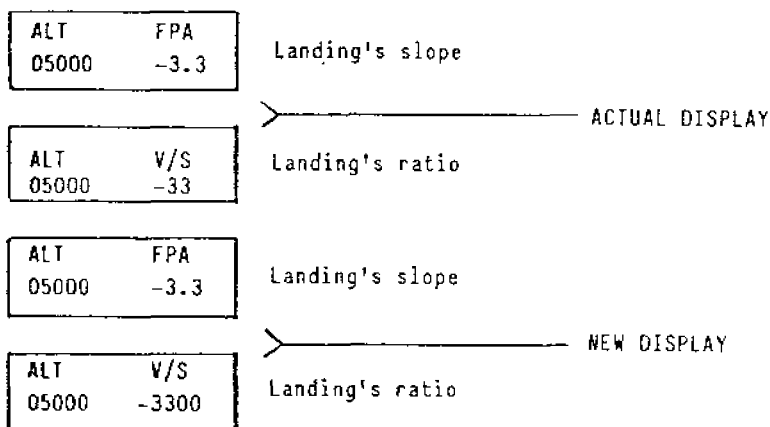 ALT FPA
05000 -3.3
Landing's slope
ACTUAL DISPLAY
ALT V/S
05000 -33
Landing's ratio
ALT FPA
05000 -3.3
Landing's slope
NEW DISPLAY
ALT V/S
05000 -3300
Landing's ratio